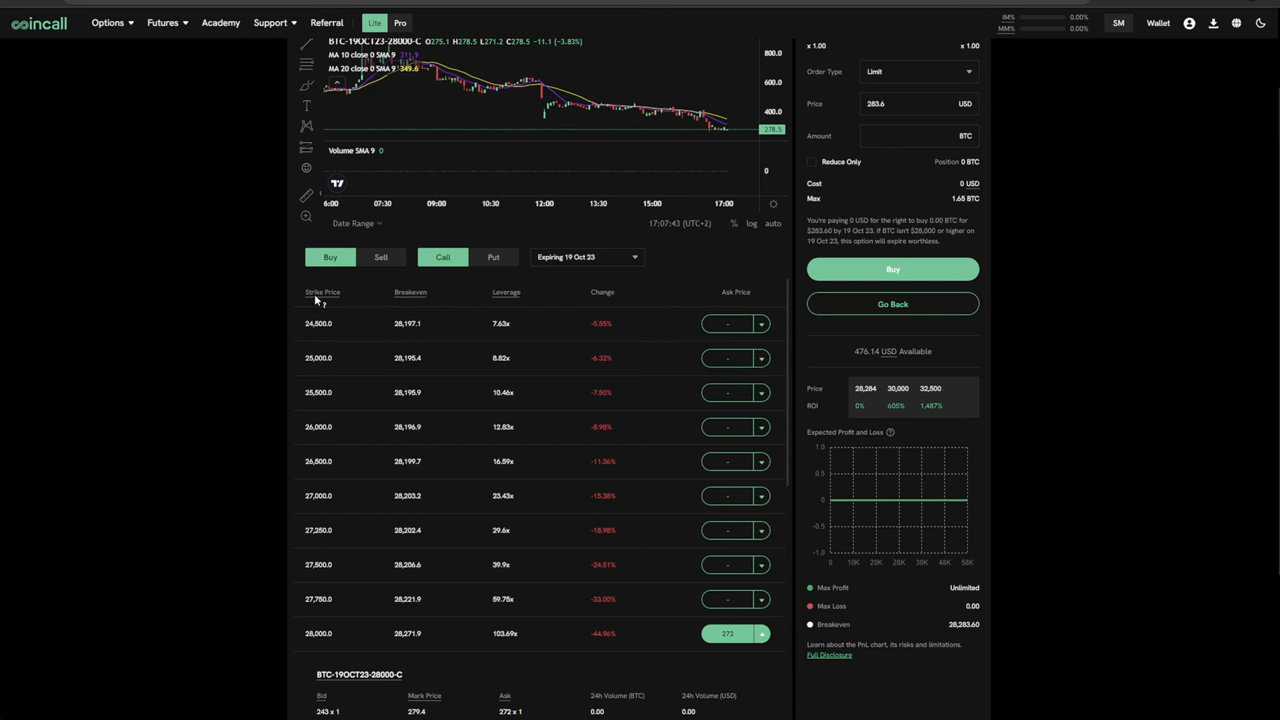 coincall
Options
Futures
Academy
Support
Referral
Lite
Pro
IM%
0.00%
MM%
0.00%
SM
Wallet
BTC-19OCT23-28000-C O275.1 H278.5 L271.2 C278.5 -11.1 (-3.83%)
MA 10 close 0 SMA 9 311.9
MA 20 close 0 SMA 9 349.6
800.0
600.0
400.0
278.5
Volume SMA 9 0
0
6:00 07:30 09:00 10:30 12:00 13:30 15:00 17:00
Date Range
17:07:43 (UTC+2)
% log auto
Buy
Sell
Call
Put
Expiring 19 Oct 23
Strike Price Breakeven Leverage Change Ask Price
24,500.0 28,197.1 7.63x -5.55% -
25,000.0 28,195.4 8.82x -6.32% -
25,500.0 28,195.9 10.46x -7.50% -
26,000.0 28,196.9 12.83x -8.98% -
26,500.0 28,199.7 16.59x -11.36% -
27,000.0 28,203.2 23.43x -15.38% -
27,250.0 28,202.4 29.6x -18.98% -
27,500.0 28,206.6 39.9x -24.51% -
27,750.0 28,221.9 59.75x -33.00% -
28,000.0 28,271.9 103.69x -44.96% 272
BTC-19OCT23-28000-C
Bid Mark Price Ask 24h Volume (BTC) 24h Volume (USD)
243 x 1 279.4 272 x 1 0.00 0.00
x 1.00 x 1.00
Order Type Limit
Price 283.6 USD
Amount BTC
Reduce Only Position 0 BTC
Cost 0 USD
Max 1.65 BTC
You're paying 0 USD for the right to buy 0.00 BTC for
$283.60 by 19 Oct 23. If BTC isn't $28,000 or higher on
19 Oct 23, this option will expire worthless.
Buy
Go Back
476.14 USD Available
Price 28,284 30,000 32,500
ROI 0% 605% 1,487%
Expected Profit and Loss ?
1.0
0.5
0
-0.5
-1.0
0 10K 20K 28K 38K 56K
Max Profit Unlimited
Max Loss 0.00
Breakeven 28,283.60
Learn about the PnL chart, its risks and limitations.
Full Disclosure